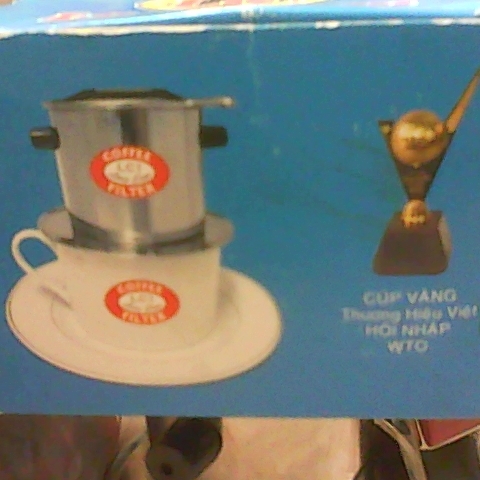 COFFEE
FILTER
COFFEE
FILTER
CÚP VÀNG
Thương Hiệu Việt
HỘI NHẬP
WTO